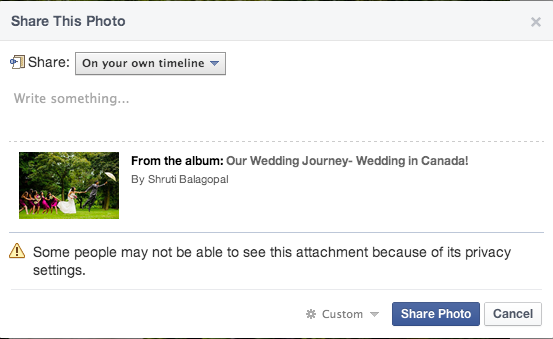 Share This Photo
Share: On your own timeline
Write something...
From the album: Our Wedding Journey- Wedding in Canada!
By Shruti Balagopal
Some people may not be able to see this attachment because of its privacy
settings.
Custom Share Photo Cancel